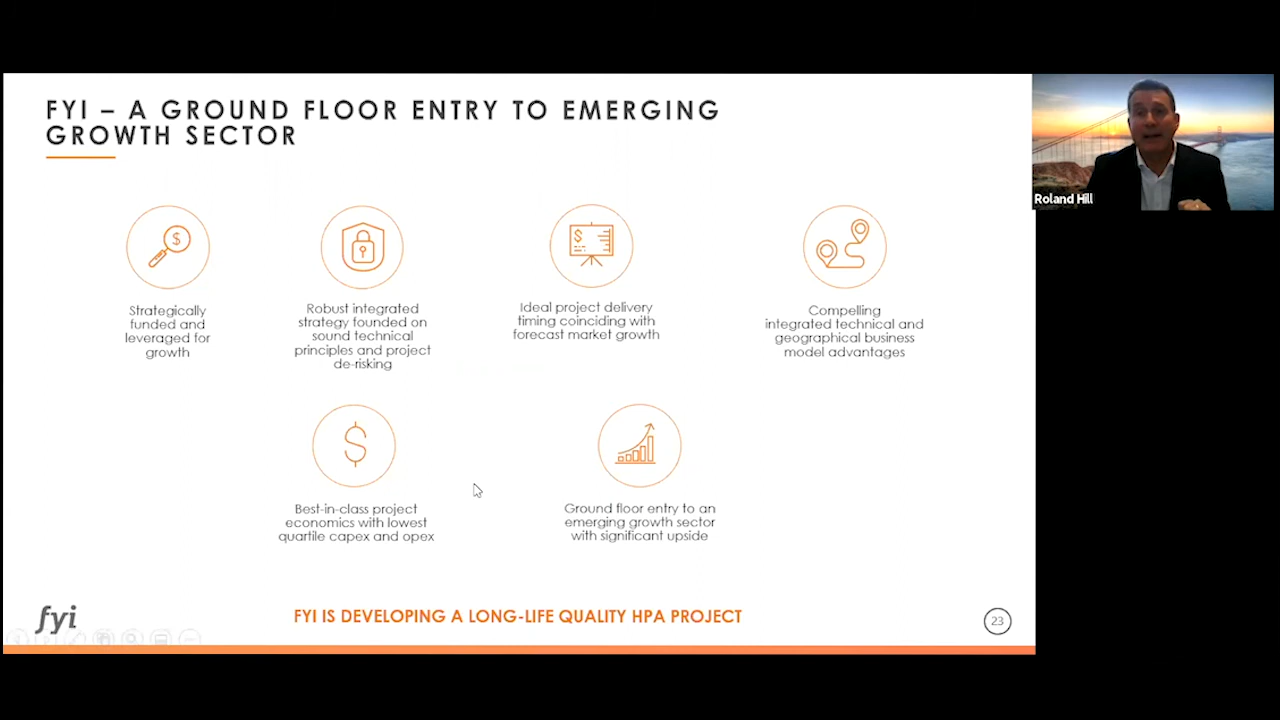 FYI – A GROUND FLOOR ENTRY TO EMERGING
GROWTH SECTOR
Roland Hill
$
Strategically
funded and
leveraged for
growth
Robust integrated
strategy founded on
sound technical
principles and project
de-risking
$
Ideal project delivery
timing coinciding with
forecast market growth
Compelling
integrated technical and
geographical business
model advantages
$
Best-in-class project
economics with lowest
quartile capex and opex
Ground floor entry to an
emerging growth sector
with significant upside
fyi
FYI IS DEVELOPING A LONG-LIFE QUALITY HPA PROJECT
23